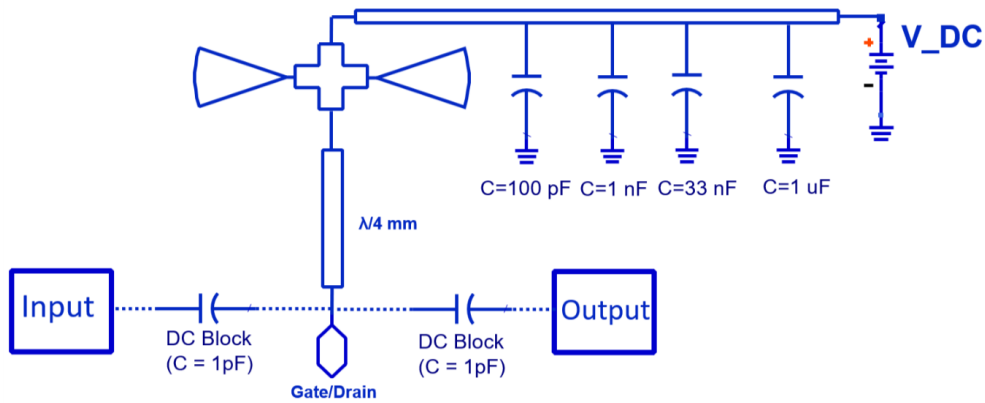 V_DC
+
-
C=100 pF C=1 nF C=33 nF C=1 uF
λ/4 mm
Input
Output
DC Block
(C = 1pF)
DC Block
(C = 1pF)
Gate/Drain